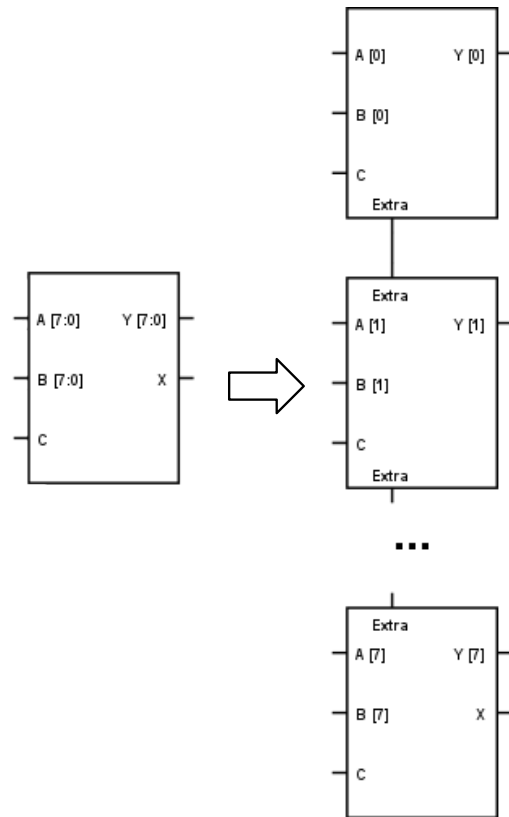 A [7:0] Y [7:0]
B [7:0] X
C
A [0] Y [0]
B [0]
C
Extra
Extra
A [1] Y [1]
B [1]
C
Extra
...
Extra
A [7] Y [7]
B [7] X
C